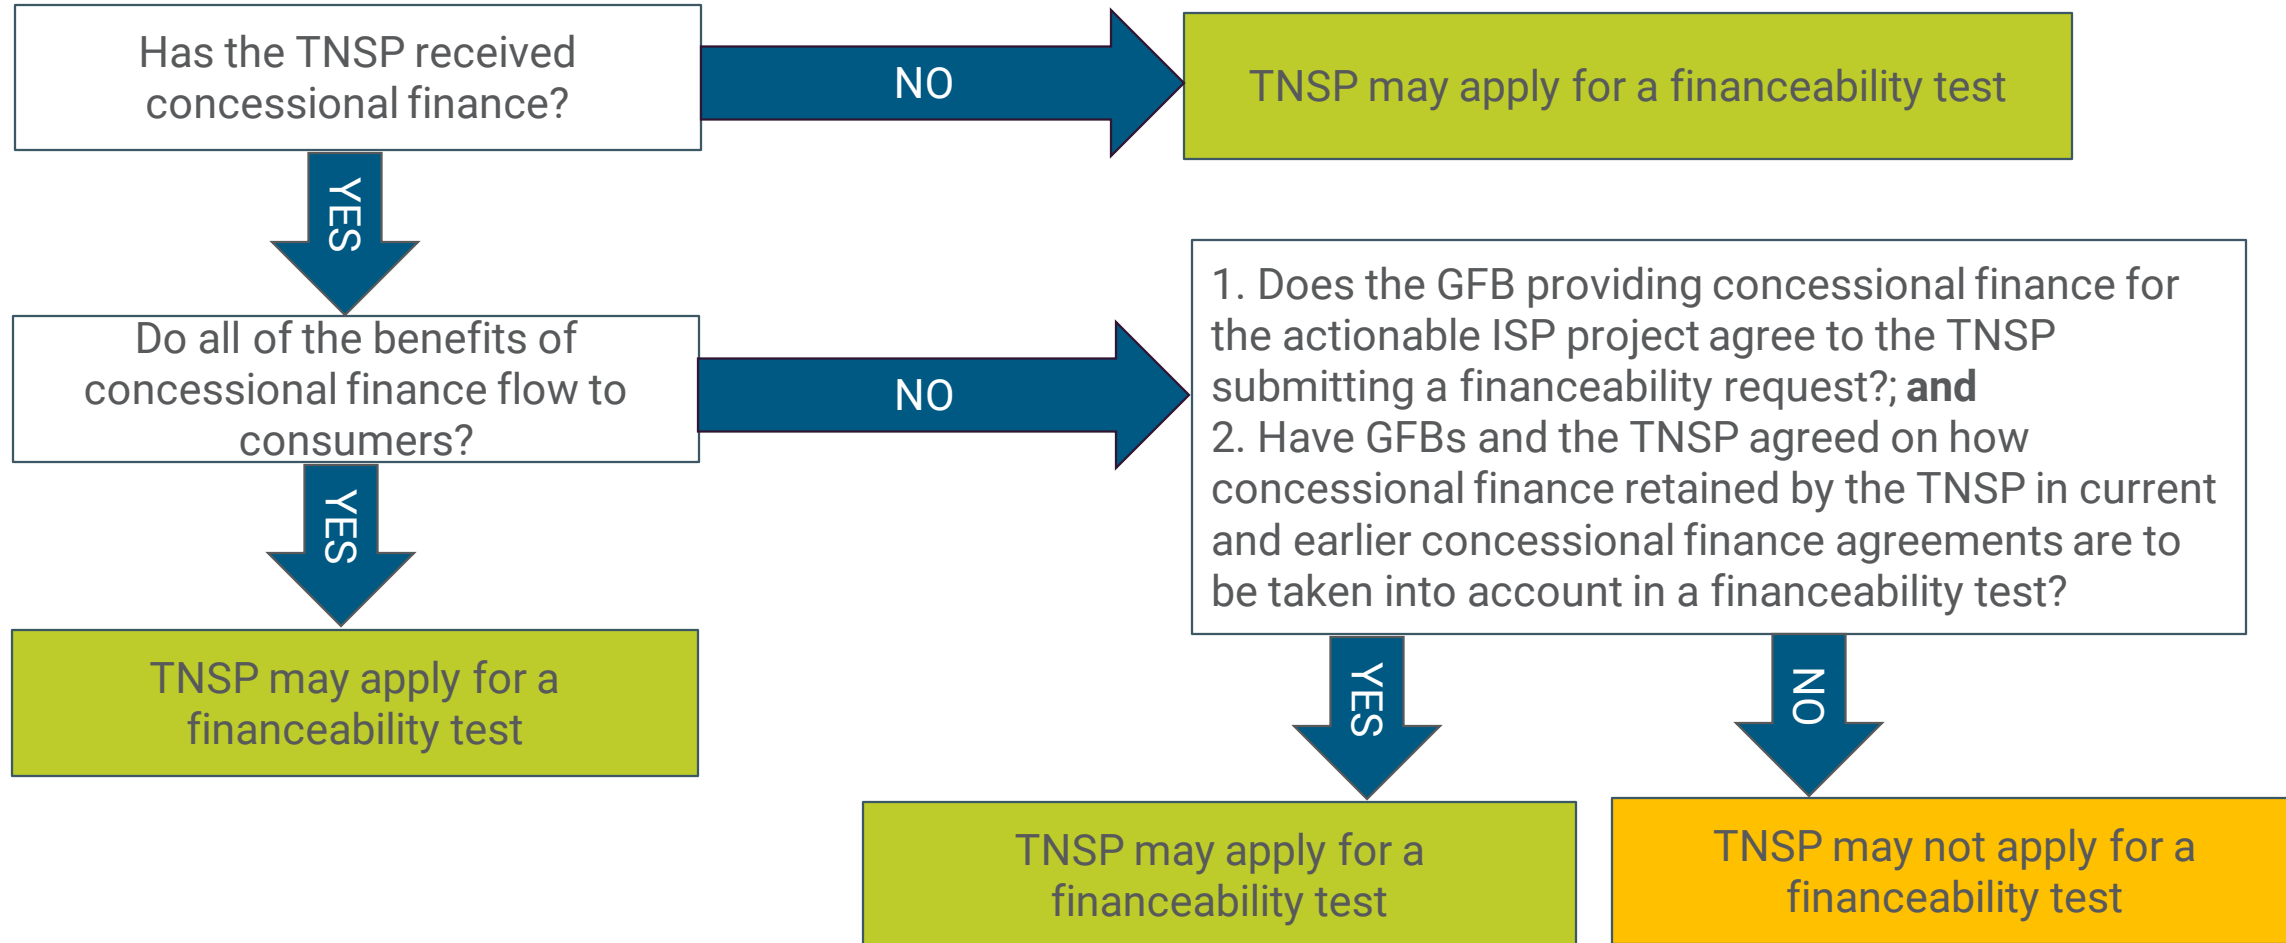 Has the TNSP received
concessional finance?
NO
TNSP may apply for a financeability test
YES
Do all of the benefits of
concessional finance flow to
consumers?
NO
1. Does the GFB providing concessional finance for
the actionable ISP project agree to the TNSP
submitting a financeability request?; and
2. Have GFBs and the TNSP agreed on how
concessional finance retained by the TNSP in current
and earlier concessional finance agreements are to
be taken into account in a financeability test?
YES
TNSP may apply for a
financeability test
YES
NO
TNSP may apply for a
financeability test
TNSP may not apply for a
financeability test